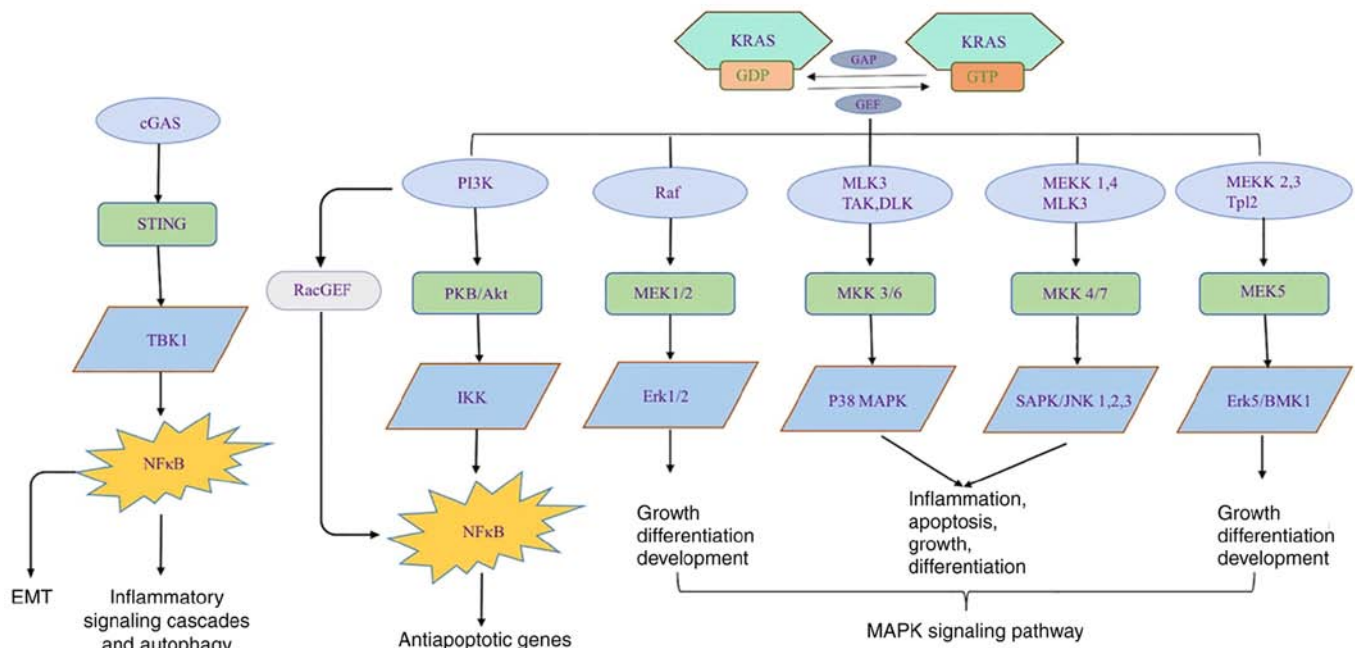 KRAS
GDP
GAP
GEF
KRAS
GTP
cGAS
STING
TBK1
NFκB
EMT
Inflammatory
signaling cascades
and autophagy
PI3K
RacGEF
PKB/Akt
IKK
NFκB
Antiapoptotic genes
Raf
MEK1/2
Erk1/2
Growth
differentiation
development
MLK3
TAK,DLK
MKK 3/6
P38 MAPK
MEKK 1,4
MLK3
MKK 4/7
SAPK/JNK 1,2,3
Inflammation,
apoptosis,
growth,
differentiation
MEKK 2,3
Tpl2
MEK5
Erk5/BMK1
Growth
differentiation
development
MAPK signaling pathway